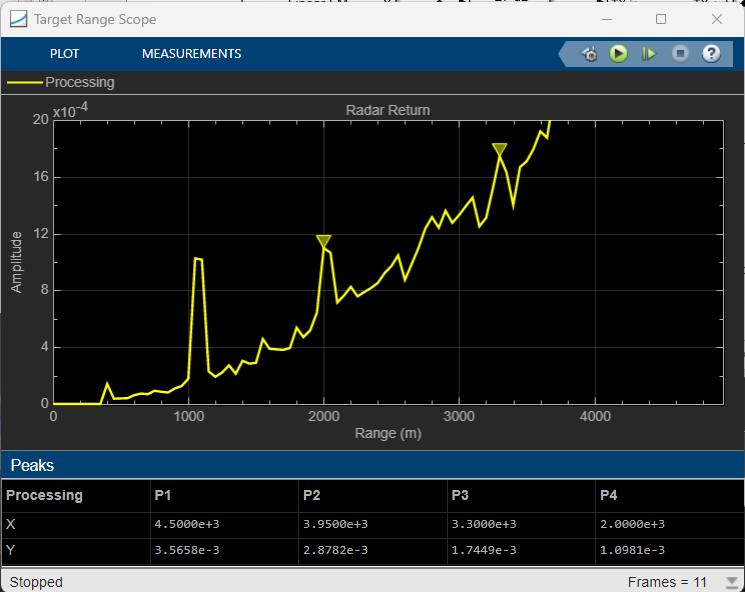 Target Range Scope
PLOT MEASUREMENTS
Processing
Radar Return
x10-4
20
16
12
8
4
0
Amplitude
0 1000 2000 3000 4000
Range (m)
Peaks
Processing P1 P2 P3 P4
X 4.5000e+3 3.9500e+3 3.3000e+3 2.0000e+3
Y 3.5658e-3 2.8782e-3 1.7449e-3 1.0981e-3
Stopped Frames = 11